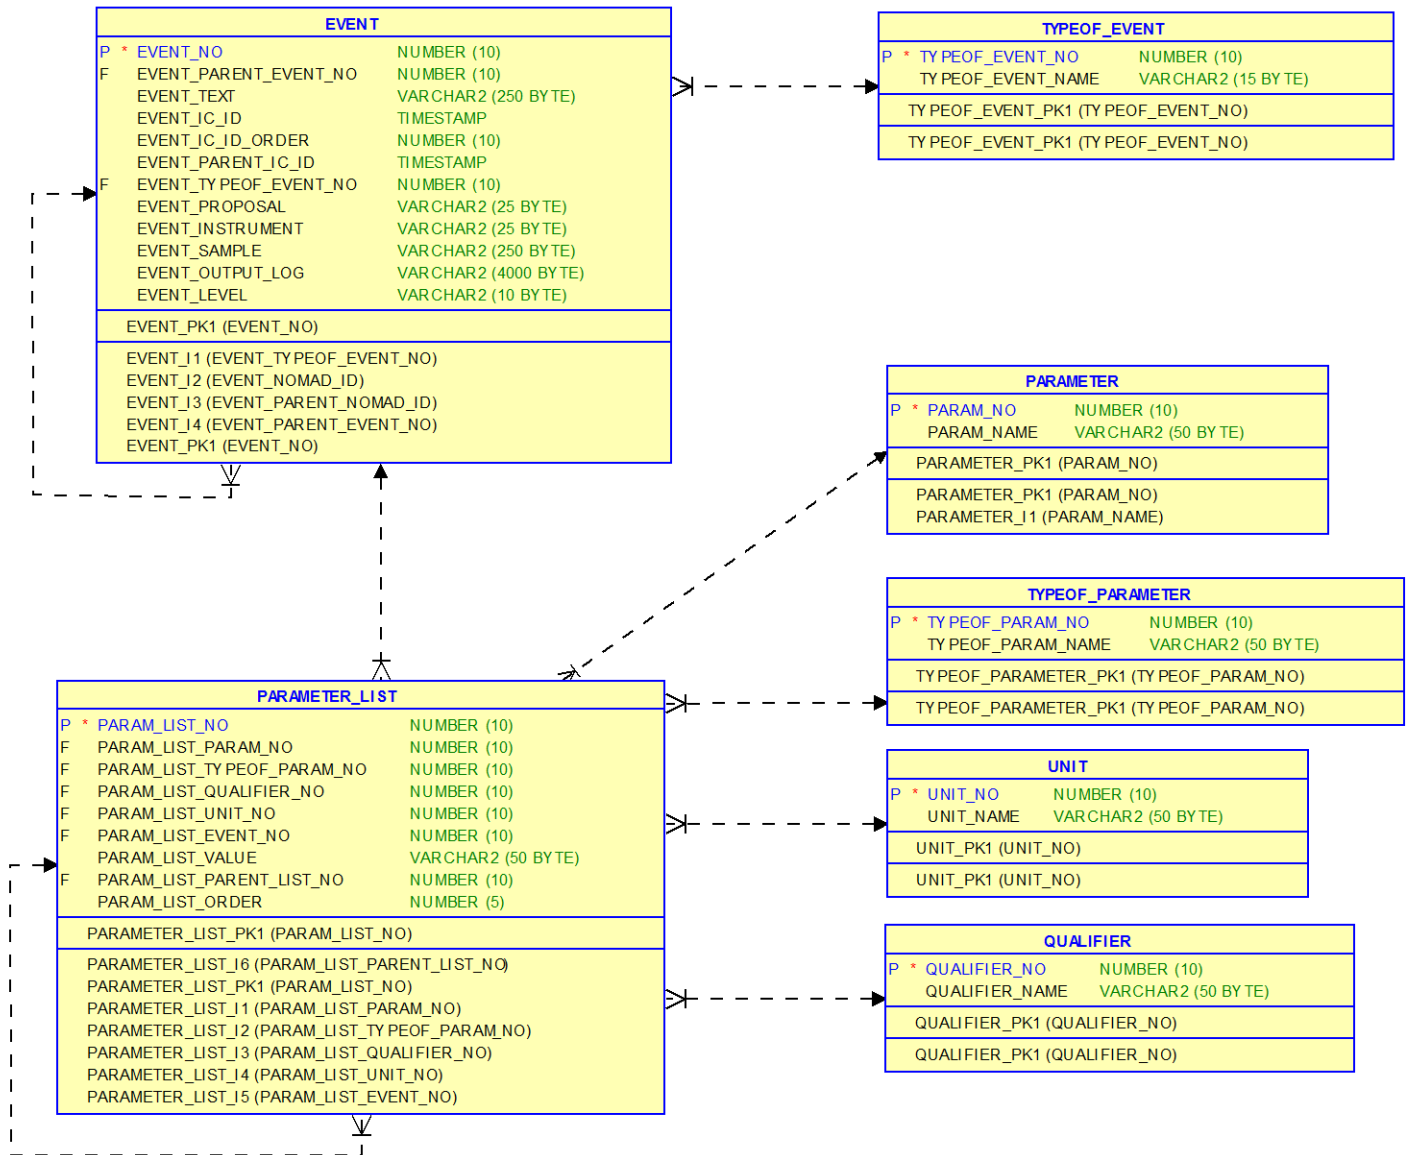 EVENT
P * EVENT_NO NUMBER (10)
F EVENT_PARENT_EVENT_NO NUMBER (10)
EVENT_TEXT VARCHAR2 (250 BYTE)
EVENT_IC_ID TIMESTAMP
EVENT_IC_ID_ORDER NUMBER (10)
EVENT_PARENT_IC_ID TIMESTAMP
F EVENT_TYPEOF_EVENT_NO NUMBER (10)
EVENT_PROPOSAL VARCHAR2 (25 BYTE)
EVENT_INSTRUMENT VARCHAR2 (25 BYTE)
EVENT_SAMPLE VARCHAR2 (250 BYTE)
EVENT_OUTPUT_LOG VARCHAR2 (4000 BYTE)
EVENT_LEVEL VARCHAR2 (10 BYTE)
EVENT_PK1 (EVENT_NO)
EVENT_I1 (EVENT_TYPEOF_EVENT_NO)
EVENT_I2 (EVENT_NOMAD_ID)
EVENT_I3 (EVENT_PARENT_NOMAD_ID)
EVENT_I4 (EVENT_PARENT_EVENT_NO)
EVENT_PK1 (EVENT_NO)
TYPEOF_EVENT
P * TYPEOF_EVENT_NO NUMBER (10)
TYPEOF_EVENT_NAME VARCHAR2 (15 BYTE)
TYPEOF_EVENT_PK1 (TYPEOF_EVENT_NO)
TYPEOF_EVENT_PK1 (TYPEOF_EVENT_NO)
PARAMETER
P * PARAM_NO NUMBER (10)
PARAM_NAME VARCHAR2 (50 BYTE)
PARAMETER_PK1 (PARAM_NO)
PARAMETER_PK1 (PARAM_NO)
PARAMETER_I1 (PARAM_NAME)
TYPEOF_PARAMETER
P * TYPEOF_PARAM_NO NUMBER (10)
TYPEOF_PARAM_NAME VARCHAR2 (50 BYTE)
TYPEOF_PARAMETER_PK1 (TYPEOF_PARAM_NO)
TYPEOF_PARAMETER_PK1 (TYPEOF_PARAM_NO)
PARAMETER_LIST
P * PARAM_LIST_NO NUMBER (10)
F PARAM_LIST_PARAM_NO NUMBER (10)
F PARAM_LIST_TYPEOF_PARAM_NO NUMBER (10)
F PARAM_LIST_QUALIFIER_NO NUMBER (10)
F PARAM_LIST_UNIT_NO NUMBER (10)
F PARAM_LIST_EVENT_NO NUMBER (10)
PARAM_LIST_VALUE VARCHAR2 (50 BYTE)
F PARAM_LIST_PARENT_LIST_NO NUMBER (10)
PARAM_LIST_ORDER NUMBER (5)
PARAMETER_LIST_PK1 (PARAM_LIST_NO)
PARAMETER_LIST_I6 (PARAM_LIST_PARENT_LIST_NO)
PARAMETER_LIST_PK1 (PARAM_LIST_NO)
PARAMETER_LIST_I1 (PARAM_LIST_PARAM_NO)
PARAMETER_LIST_I2 (PARAM_LIST_TYPEOF_PARAM_NO)
PARAMETER_LIST_I3 (PARAM_LIST_QUALIFIER_NO)
PARAMETER_LIST_I4 (PARAM_LIST_UNIT_NO)
PARAMETER_LIST_I5 (PARAM_LIST_EVENT_NO)
UNIT
P * UNIT_NO NUMBER (10)
UNIT_NAME VARCHAR2 (50 BYTE)
UNIT_PK1 (UNIT_NO)
UNIT_PK1 (UNIT_NO)
QUALIFIER
P * QUALIFIER_NO NUMBER (10)
QUALIFIER_NAME VARCHAR2 (50 BYTE)
QUALIFIER_PK1 (QUALIFIER_NO)
QUALIFIER_PK1 (QUALIFIER_NO)